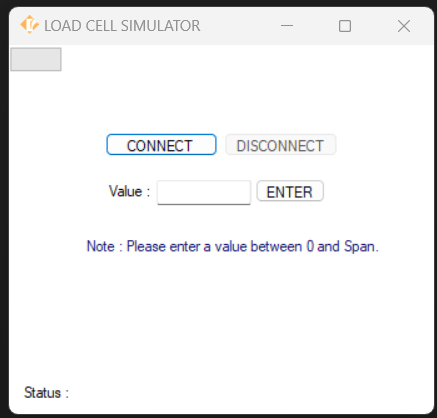 LOAD CELL SIMULATOR
CONNECT DISCONNECT
Value : ENTER
Note : Please enter a value between 0 and Span.
Status :